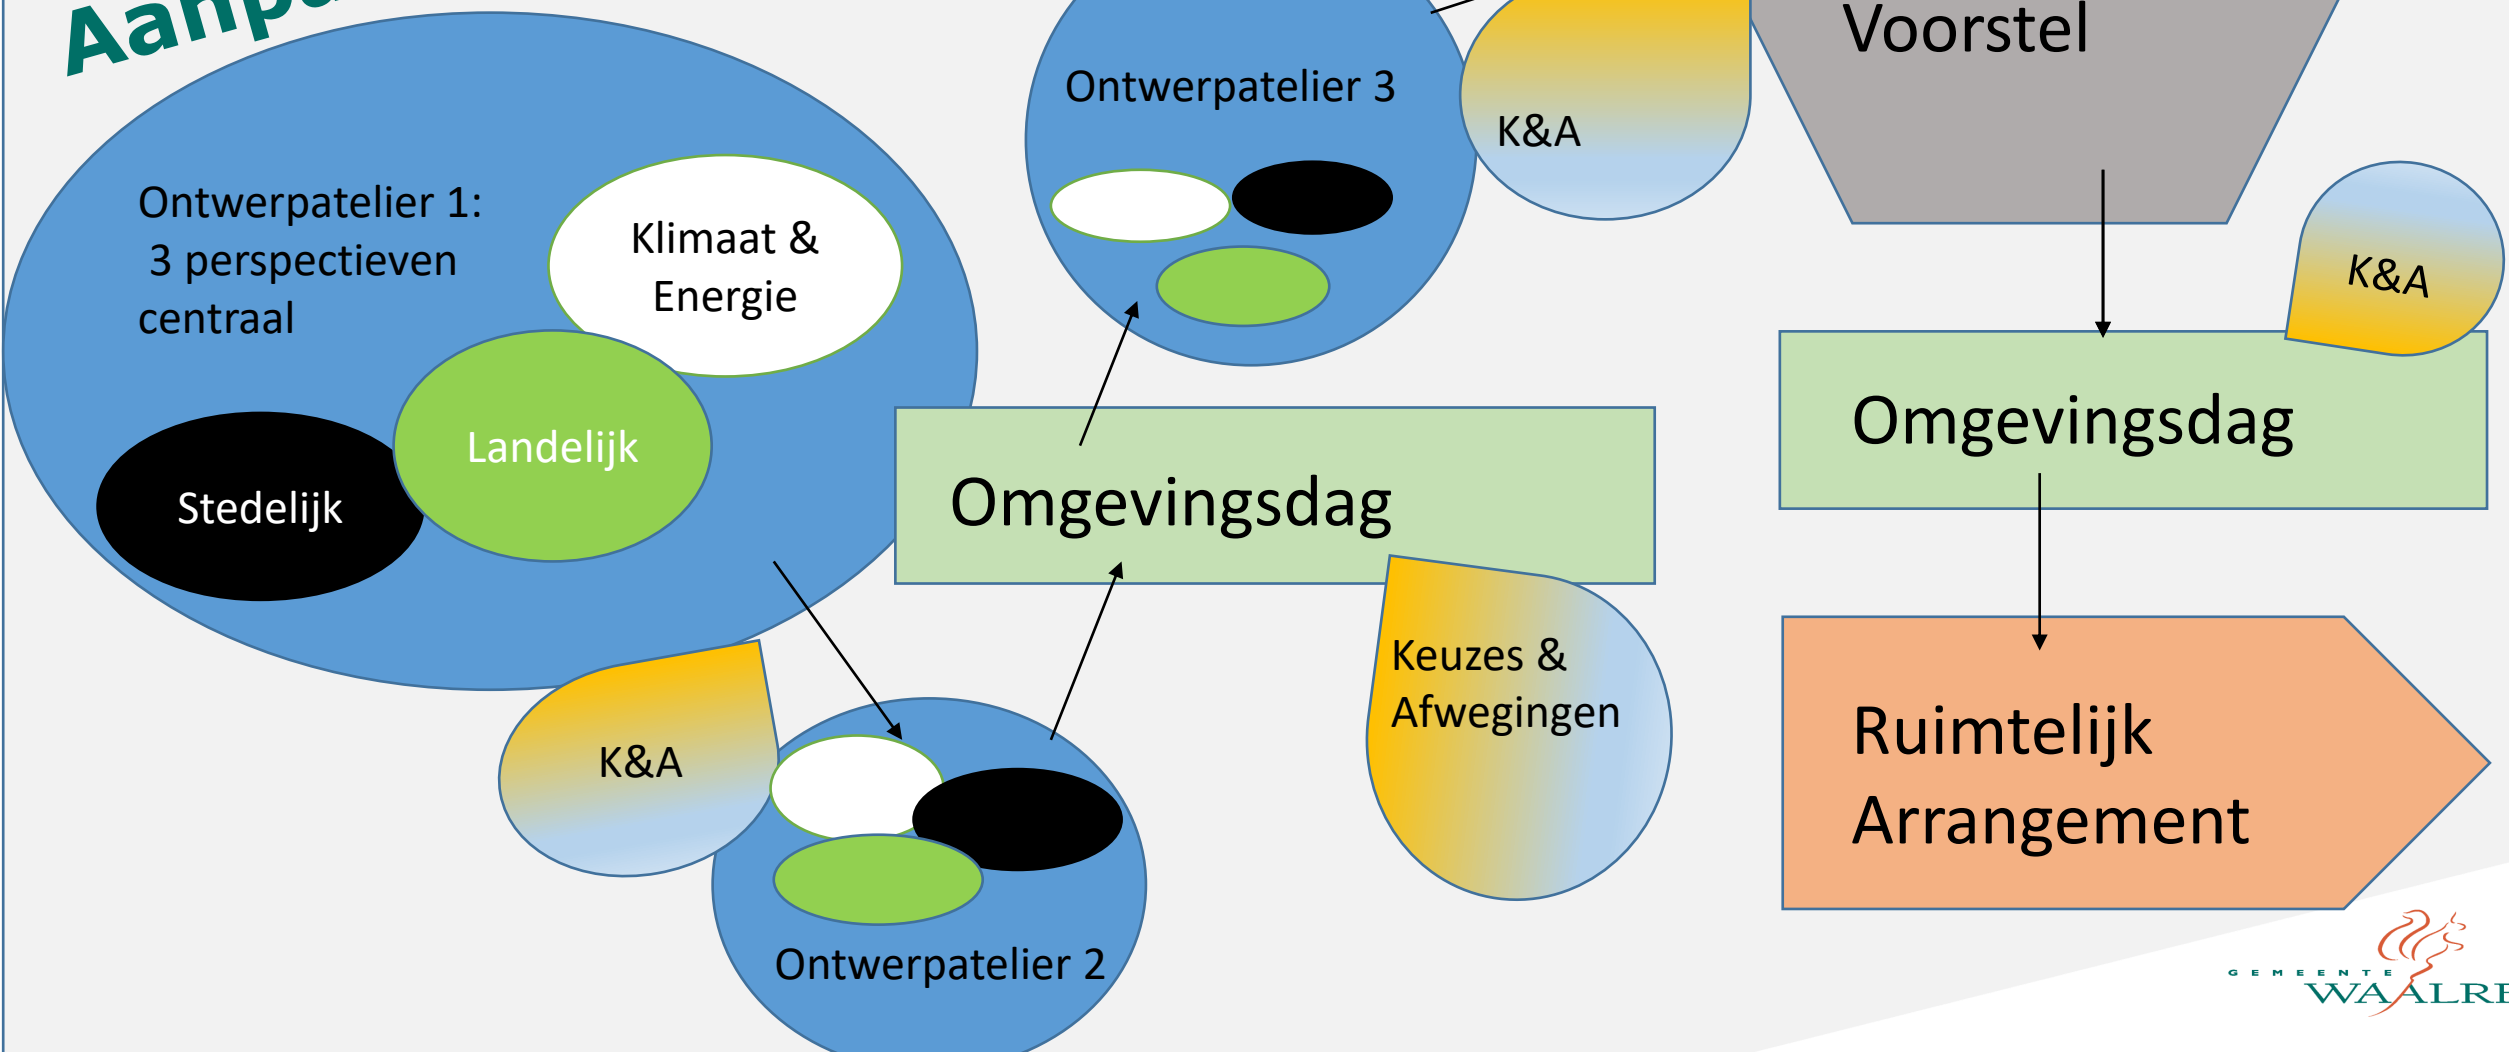 Ontwerpatelier 1:
3 perspectieven
centraal
Klimaat &
Energie
Landelijk
Stedelijk
K&A
Ontwerpatelier 2
Omgevingsdag
Keuzes &
Afwegingen
Ontwerpatelier 3
K&A
Voorstel
K&A
Omgevingsdag
Ruimtelijk
Arrangement
GEMEENTE
WAALRE